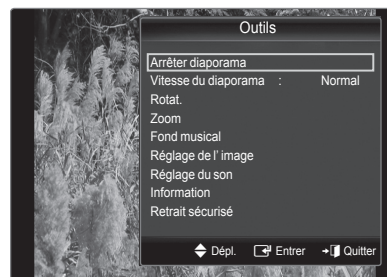 Outils
Arrêter diaporama
Vitesse du diaporama : Normal
Rotat.
Zoom
Fond musical
Réglage de l' image
Réglage du son
Information
Retrait sécurisé
Dépl. Entrer Quitter